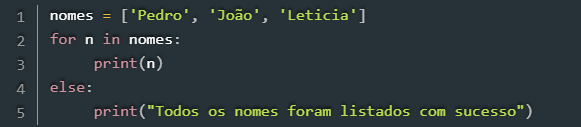 1 nomes = ['Pedro', 'João', 'Leticia']
2 for n in nomes:
3     print(n)
4 else:
5     print("Todos os nomes foram listados com sucesso")